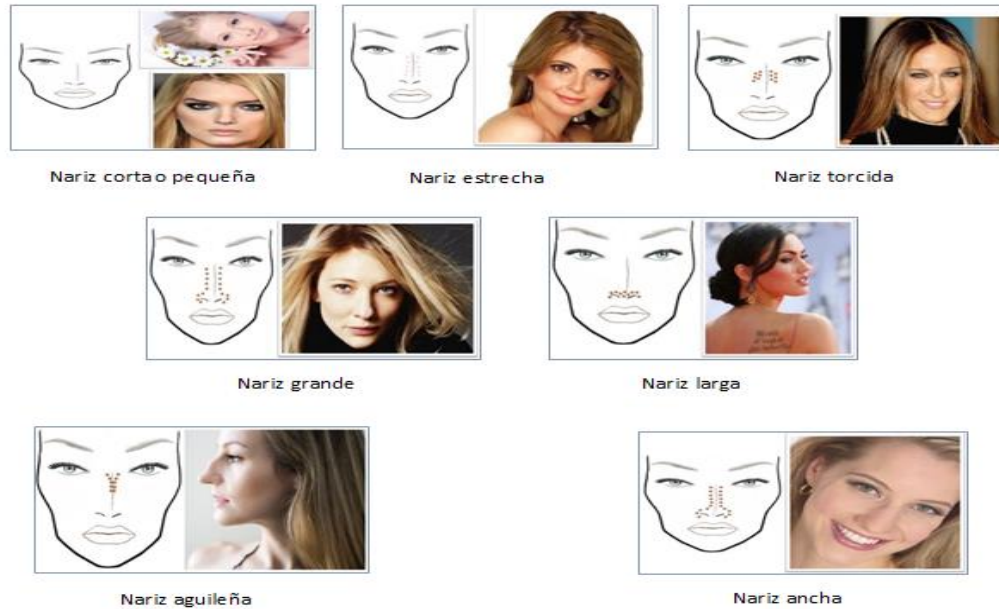 Nariz corta o pequeña
Nariz estrecha
Nariz torcida
Nariz grande
Nariz larga
Nariz aguileña
Nariz ancha